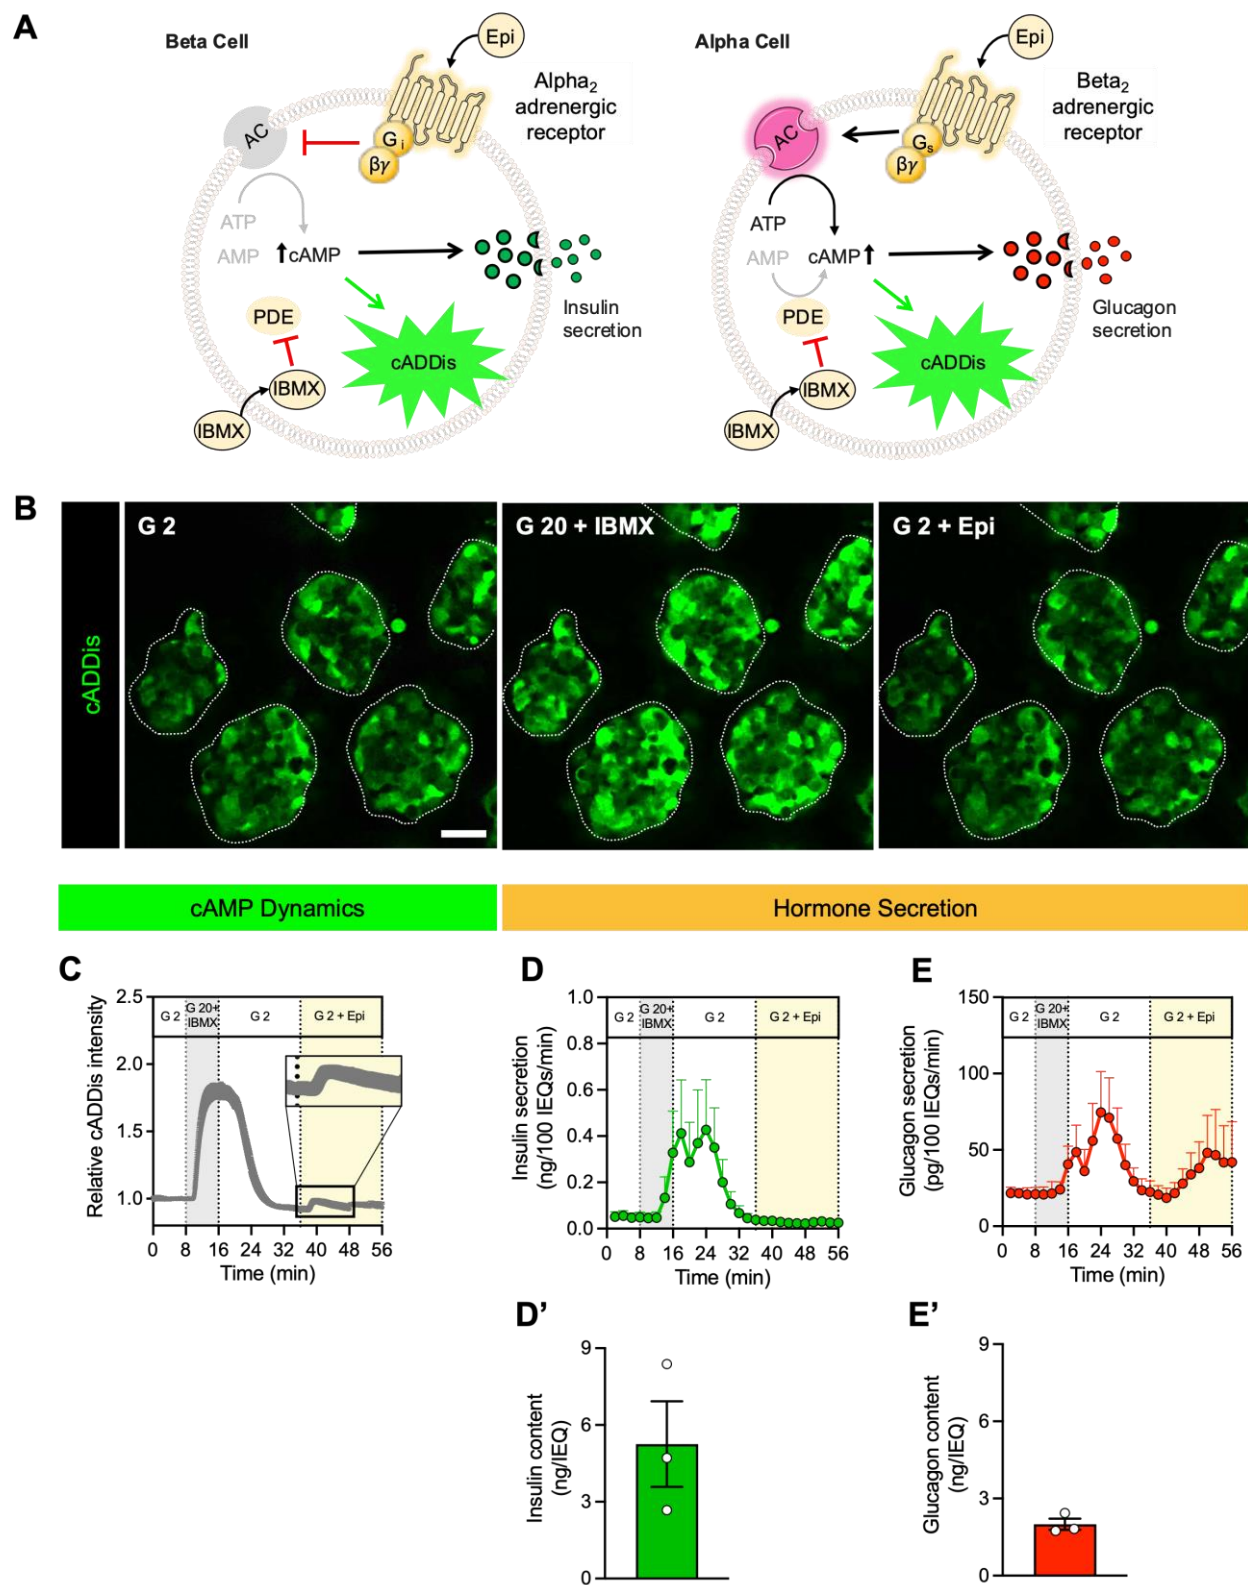 A
Beta Cell
Epi
Alpha2
adrenergic
receptor
AC
Gi
βγ
ATP
AMP
cAMP
PDE
IBMX
IBMX
cADDis
Insulin
secretion
Alpha Cell
Epi
Beta2
adrenergic
receptor
AC
Gs
βγ
ATP
AMP
cAMP
PDE
IBMX
IBMX
cADDis
Glucagon
secretion
B
cADDis
G 2
G 20 + IBMX
G 2 + Epi
cAMP Dynamics
Hormone Secretion
C
Relative cADDis intensity
2.5
2.0
1.5
1.0
G 2
G 20+
IBMX
G 2
G 2 + Epi
0 8 16 24 32 40 48 56
Time (min)
D
Insulin secretion
(ng/100 IEQs/min)
1.0
0.8
0.6
0.4
0.2
0.0
G 2
G 20+
IBMX
G 2
G 2 + Epi
0 8 16 24 32 40 48 56
Time (min)
E
Glucagon secretion
(pg/100 IEQs/min)
150
100
50
0
G 2
G 20+
IBMX
G 2
G 2 + Epi
0 8 16 24 32 40 48 56
Time (min)
D'
Insulin content
(ng/IEQ)
9
6
3
0
E'
Glucagon content
(ng/IEQ)
9
6
3
0